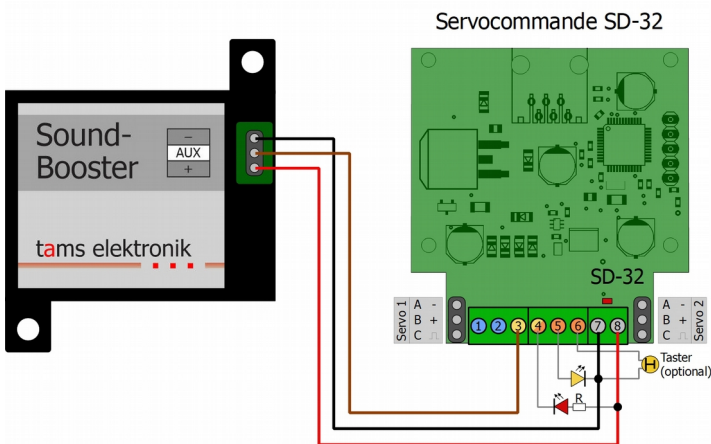 Servocommande SD-32
Sound-
Booster
-
AUX
+
tams elektronik
SD-32
Servo 1
A -
B +
C
1 2 3 4 5 6 7 8
A -
B +
C
Servo 2
Taster
(optional)
R